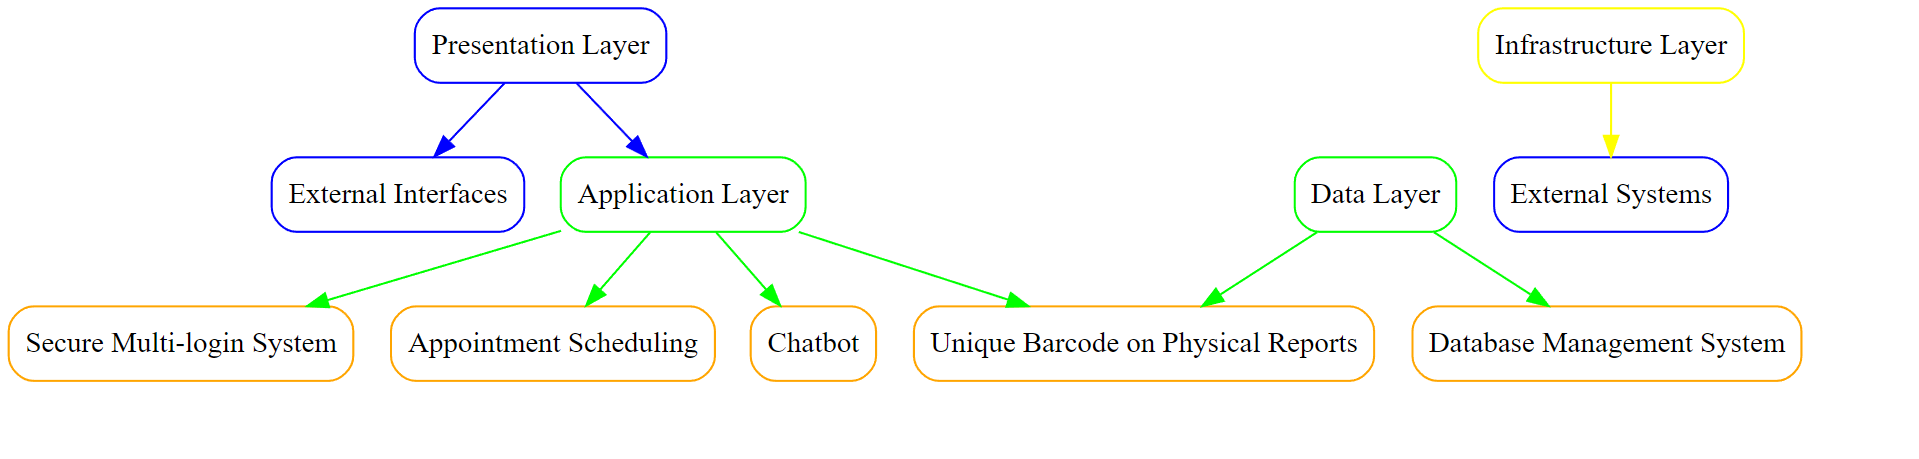 Presentation Layer
Infrastructure Layer
External Interfaces
Application Layer
Data Layer
External Systems
Secure Multi-login System
Appointment Scheduling
Chatbot
Unique Barcode on Physical Reports
Database Management System